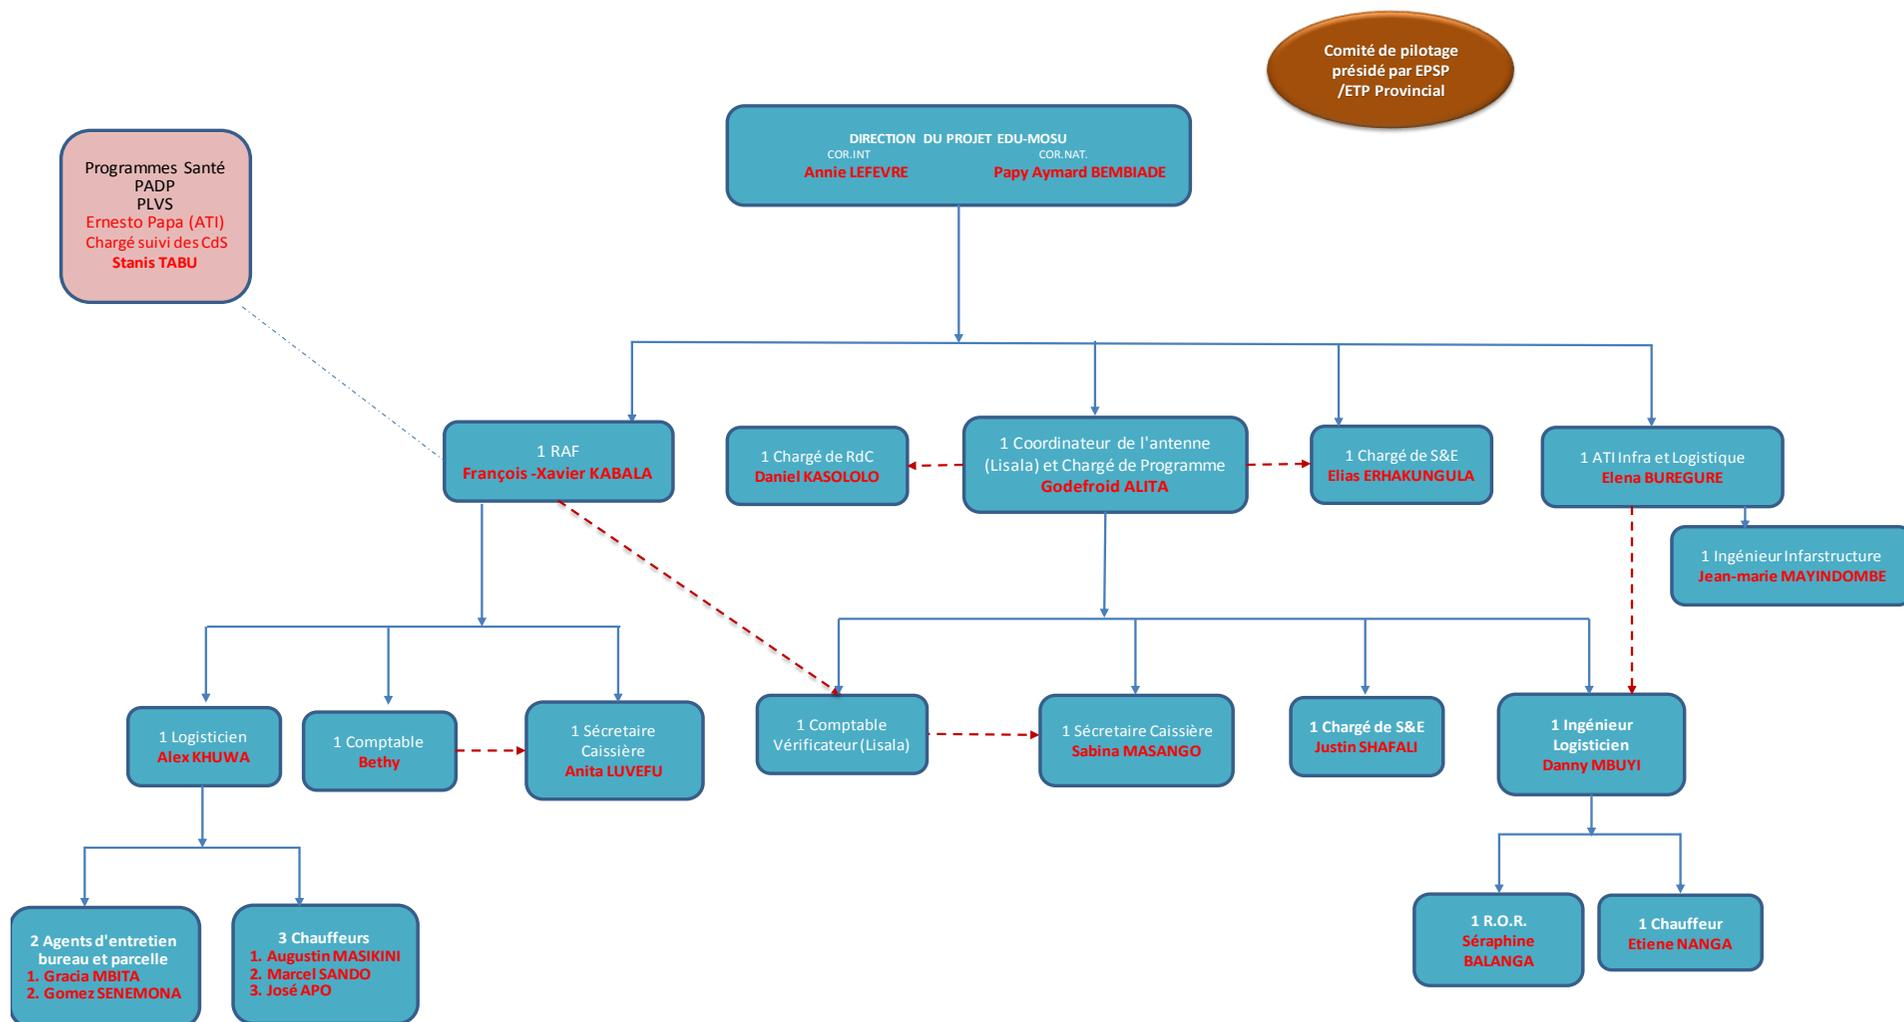 Comité de pilotage
présidé par EPSP
/ETP Provincial
DIRECTION DU PROJET EDU-MOSU
COR.INT COR.NAT.
Annie LEFEVRE Papy Aymard BEMBIADE
Programmes Santé
PADP
PLVS
Ernesto Papa (ATI)
Chargé suivi des CdS
Stanis TABU
1 RAF
François -Xavier KABALA
1 Chargé de RdC
Daniel KASOLOLO
1 Coordinateur de l'antenne
(Lisala) et Chargé de Programme
Godefroid ALITA
1 Chargé de S&E
Elias ERHAKUNGULA
1 ATI Infra et Logistique
Elena BUREGURE
1 Ingénieur Infarstructure
Jean-marie MAYINDOMBE
1 Logisticien
Alex KHUWA
1 Comptable
Bethy
1 Sécretaire
Caissière
Anita LUVEFU
1 Comptable
Vérificateur (Lisala)
1 Sécretaire Caissière
Sabina MASANGO
1 Chargé de S&E
Justin SHAFALI
1 Ingénieur
Logisticien
Danny MBUYI
2 Agents d'entretien
bureau et parcelle
1. Gracia MBITA
2. Gomez SENEMONA
3 Chauffeurs
1. Augustin MASIKINI
2. Marcel SANDO
3. José APO
1 R.O.R.
Séraphine
BALANGA
1 Chauffeur
Etiene NANGA